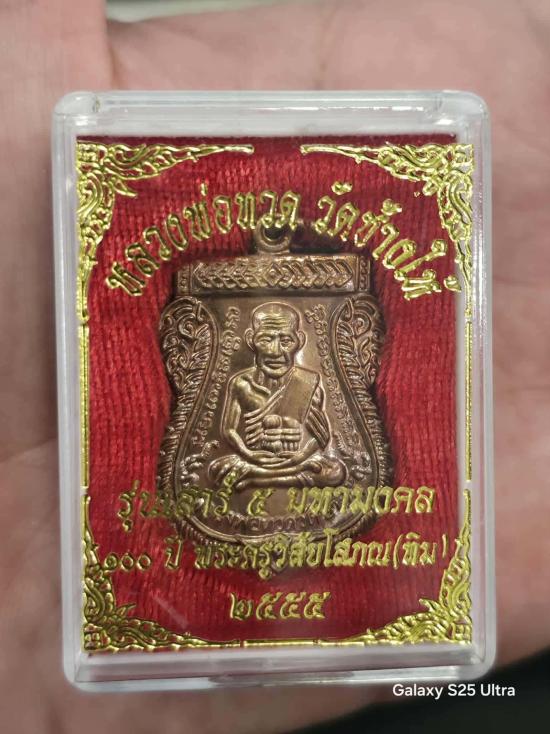 หลวงพ่อทวด วัดช้างให้
รุ่นเสาร์ ๕ มหามงคล
๑๐๐ ปี พระครูวิสัยโสภณ(ทิม)
๒๕๕๕
Galaxy S25 Ultra